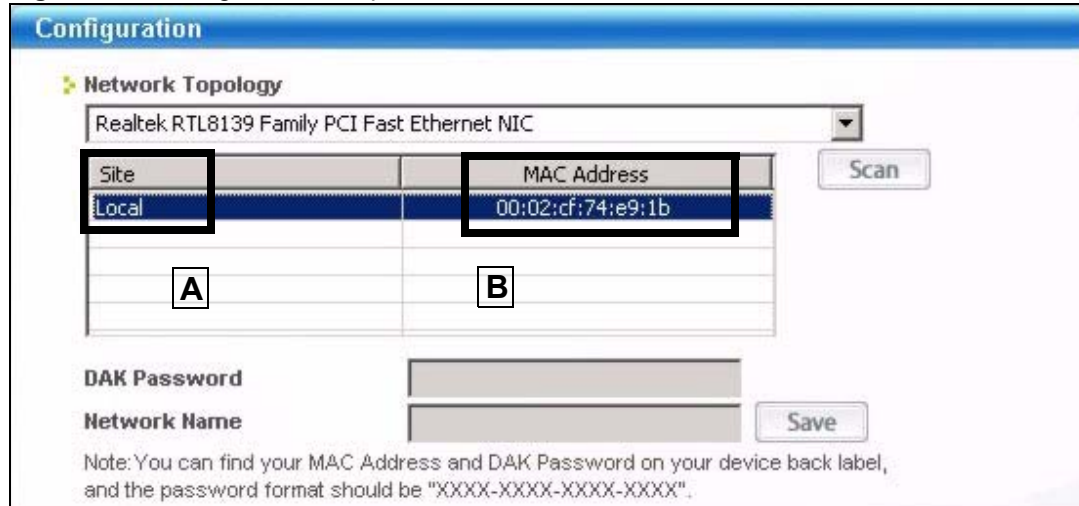 Configuration
Network Topology
Realtek RTL8139 Family PCI Fast Ethernet NIC
Site MAC Address Scan
Local 00:02:cf:74:e9:1b
A B
DAK Password
Network Name Save
Note:You can find your MAC Address and DAK Password on your device back label,
and the password format should be "XXXX-XXXX-XXXX-XXXX".